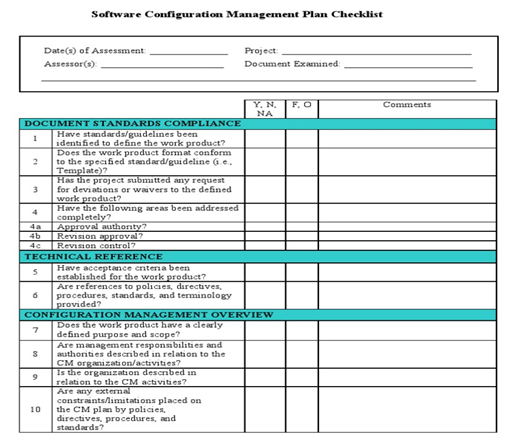 Software Configuration Management Plan Checklist
Date(s) of Assessment: Project:
Assessor(s): Document Examined:
Y, N, F, O Comments
NA
DOCUMENT STANDARDS COMPLIANCE
1 Have standards/guidelines been
identified to define the work product?
2 Does the work product format conform
to the specified standard/guideline (i.e.,
Template)?
3 Has the project submitted any request
for deviations or waivers to the defined
work product?
4 Have the following areas been addressed
completely?
4a Approval authority?
4b Revision approval?
4c Revision control?
TECHNICAL REFERENCE
5 Have acceptance criteria been
established for the work product?
6 Are references to policies, directives,
procedures, standards, and terminology
provided?
CONFIGURATION MANAGEMENT OVERVIEW
7 Does the work product have a clearly
defined purpose and scope?
8 Are management responsibilities and
authorities described in relation to the
CM organization/activities?
9 Is the organization described in
relation to the CM activities?
10 Are any external
constraints/limitations placed on
the CM plan by policies,
directives, procedures, and
standards?